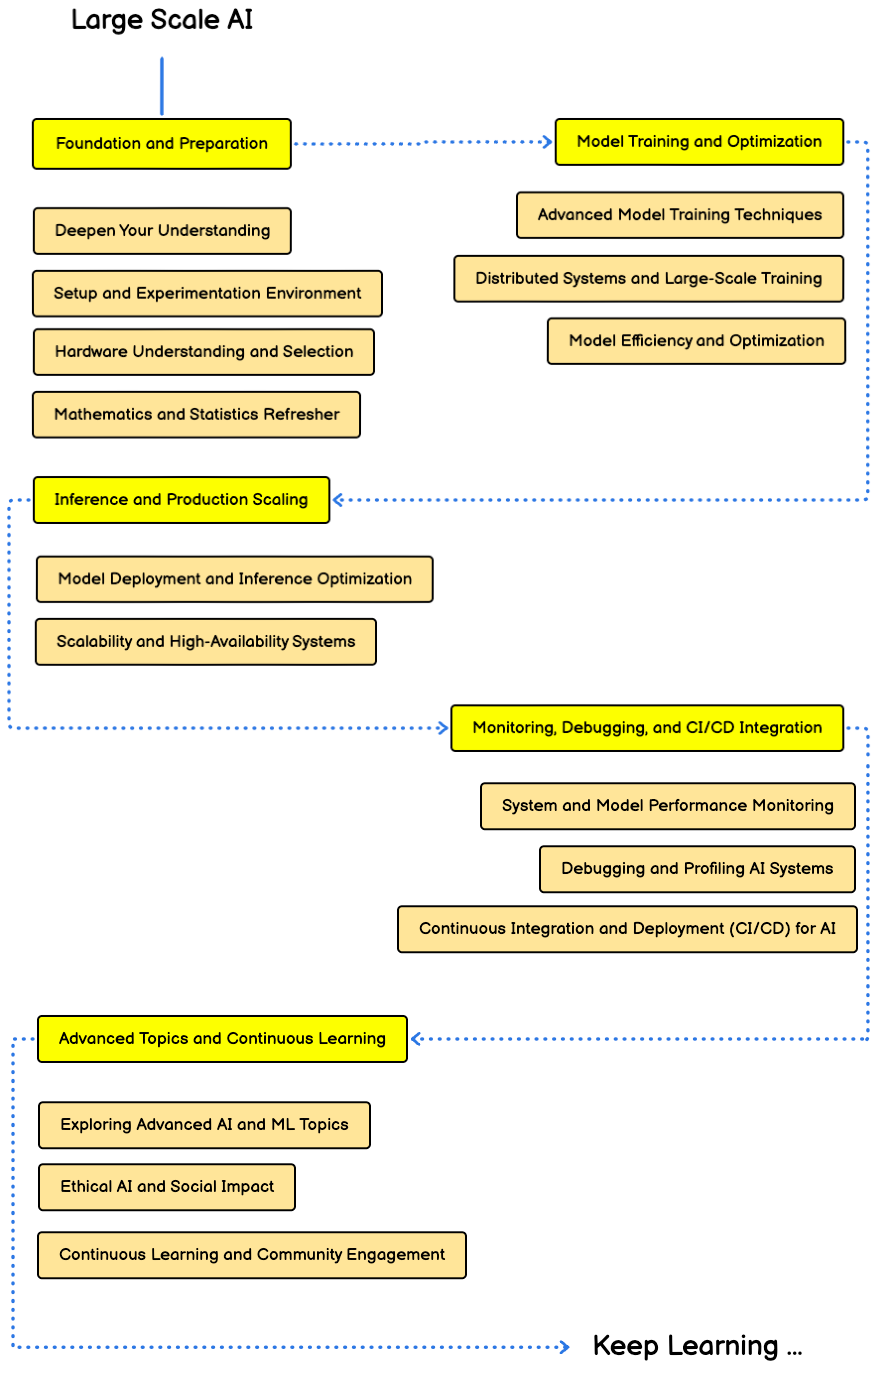 Large Scale AI
Foundation and Preparation
Deepen Your Understanding
Setup and Experimentation Environment
Hardware Understanding and Selection
Mathematics and Statistics Refresher
Model Training and Optimization
Advanced Model Training Techniques
Distributed Systems and Large-Scale Training
Model Efficiency and Optimization
Inference and Production Scaling
Model Deployment and Inference Optimization
Scalability and High-Availability Systems
Monitoring, Debugging, and CI/CD Integration
System and Model Performance Monitoring
Debugging and Profiling AI Systems
Continuous Integration and Deployment (CI/CD) for AI
Advanced Topics and Continuous Learning
Exploring Advanced AI and ML Topics
Ethical AI and Social Impact
Continuous Learning and Community Engagement
Keep Learning ...